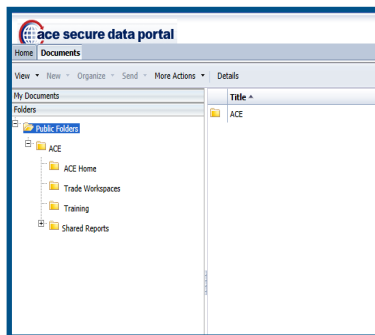 ace secure data portal
Home Documents
View New Organize Send More Actions Details
My Documents
Folders
Title
Public Folders
ACE
ACE
ACE Home
Trade Workspaces
Training
Shared Reports